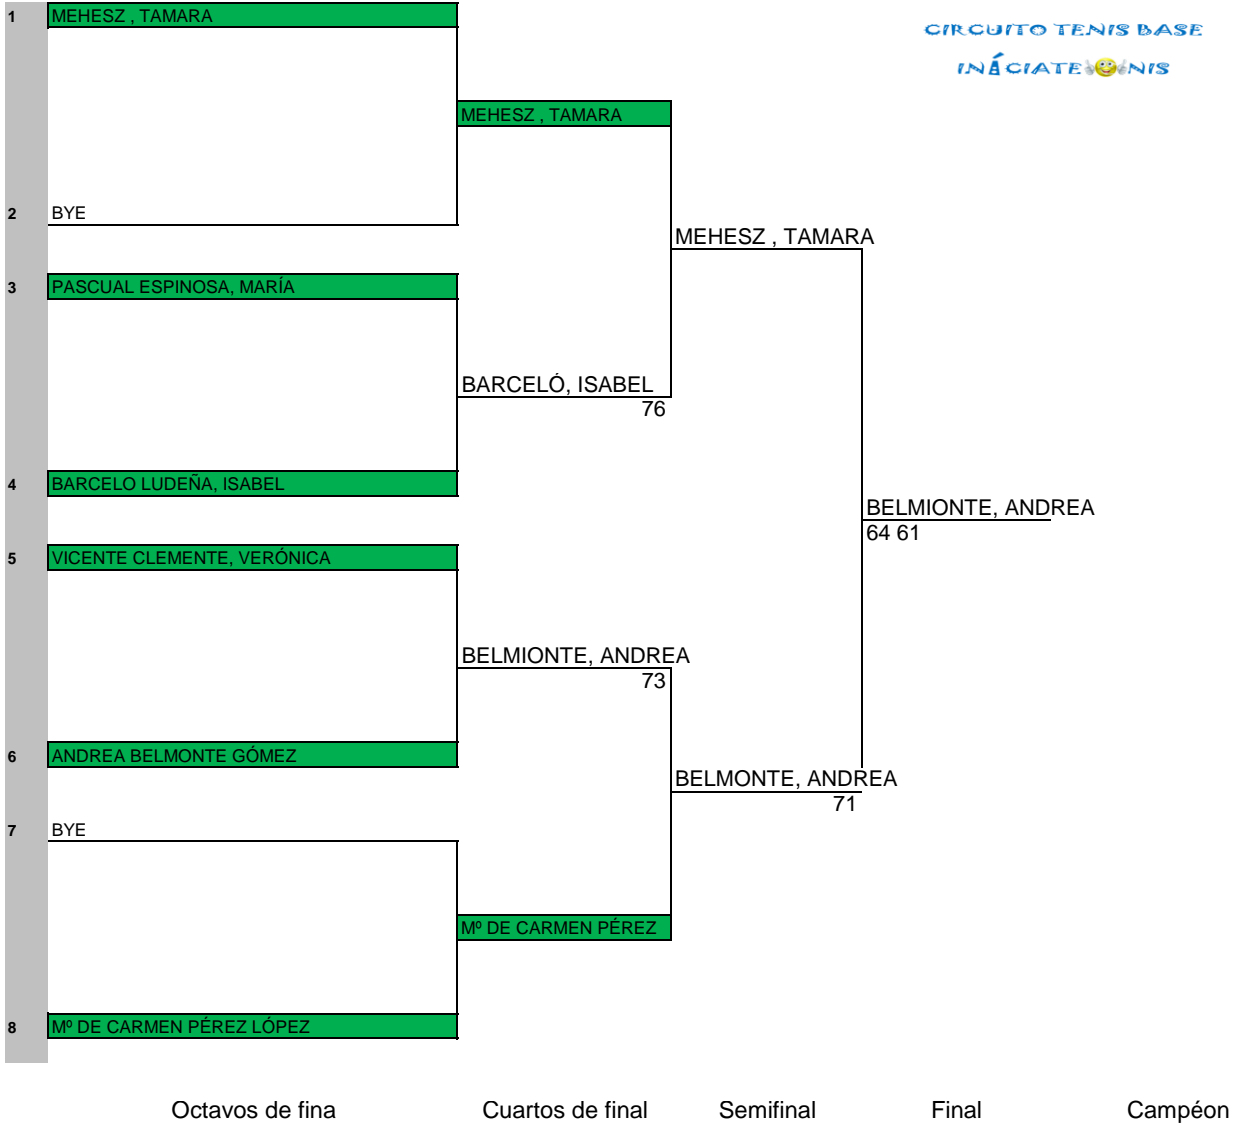 1 MEHESZ , TAMARA
CIRCUITO TENIS BASE
INÁCIATE NIS
MEHESZ , TAMARA
2 BYE
MEHESZ , TAMARA
3 PASCUAL ESPINOSA, MARÍA
BARCELÓ, ISABEL
76
4 BARCELO LUDEÑA, ISABEL
BELMIONTE, ANDREA
64 61
5 VICENTE CLEMENTE, VERÓNICA
BELMIONTE, ANDREA
73
6 ANDREA BELMONTE GÓMEZ
BELMONTE, ANDREA
71
7 BYE
Mº DE CARMEN PÉREZ
8 Mº DE CARMEN PÉREZ LÓPEZ
Octavos de fina Cuartos de final Semifinal Final Campéon